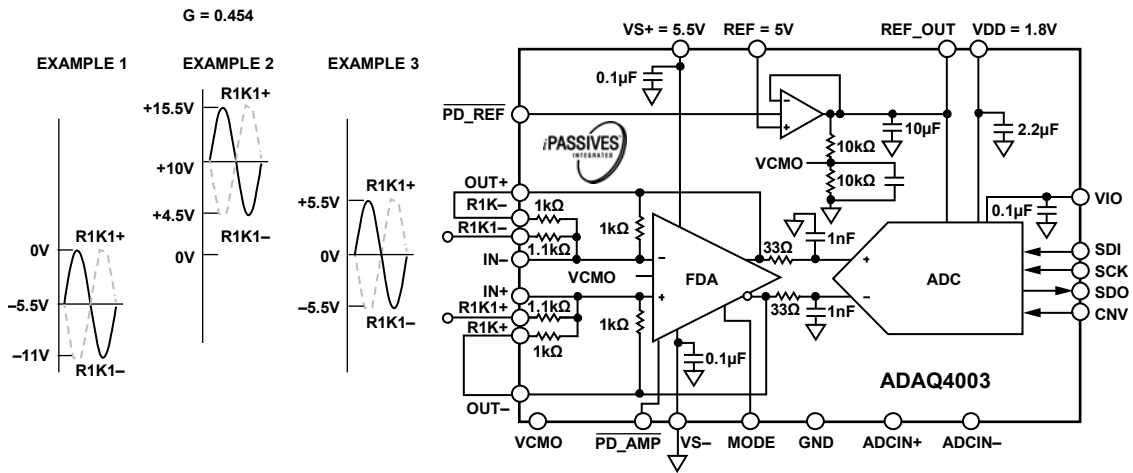 G = 0.454
EXAMPLE 1
EXAMPLE 2
EXAMPLE 3
0V
–5.5V
–11V
R1K1+
R1K1–
+15.5V
+10V
+4.5V
0V
R1K1+
R1K1–
+5.5V
0V
–5.5V
R1K1+
R1K1–
VS+ = 5.5V
REF = 5V
REF_OUT
VDD = 1.8V
0.1µF
PD_REF
iPASSIVES
INTEGRATED
10µF
2.2µF
10kΩ
VCMO
10kΩ
OUT+
R1K–
1kΩ
R1K1–
1.1kΩ
IN–
1kΩ
VCMO
FDA
33Ω
1nF
0.1µF
VIO
ADC
SDI
SCK
SDO
CNV
IN+
R1K1+
1.1kΩ
R1K+
1kΩ
1kΩ
33Ω
1nF
0.1µF
ADAQ4003
OUT–
VCMO
PD_AMP
VS–
MODE
GND
ADCIN+
ADCIN–
–
+
–
+
+
–